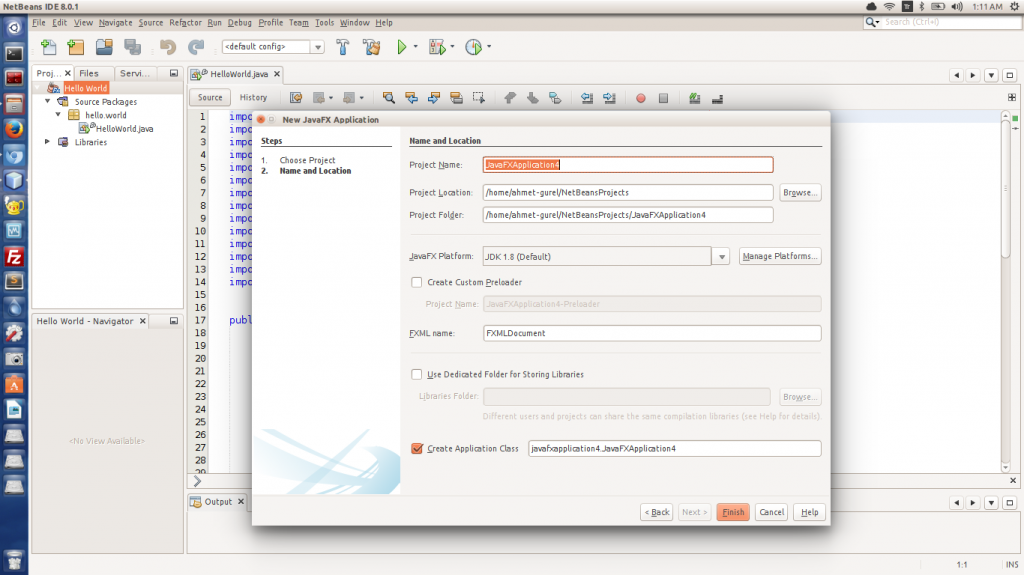 NetBeans IDE 8.0.1
1:11 AM
File Edit View Navigate Source Refactor Run Debug Profile Team Tools Window Help
Search (Ctrl+I)
<default config>
Proj... Files Servi...
HelloWorld.java
Hello World
Source Packages
hello.world
HelloWorld.java
Libraries
Source History
1 impo
2 impo
3 impo
4 impo
5 impo
6 impo
7 impo
8 impo
9 impo
10 impo
11 impo
12 impo
13 impo
14 impo
15
16
17 publ
18
19
20
21
22
23
24
25
26
27
28
29
New JavaFX Application
Steps
1. Choose Project
2. Name and Location
Name and Location
Project Name: JavaFXApplication4
Project Location: /home/ahmet-gurel/NetBeansProjects Browse...
Project Folder: /home/ahmet-gurel/NetBeansProjects/JavaFXApplication4
JavaFX Platform: JDK 1.8 (Default) Manage Platforms...
Create Custom Preloader
Project Name: JavaFXApplication4-Preloader
FXML name: FXMLDocument
Use Dedicated Folder for Storing Libraries
Libraries Folder: Browse...
Different users and projects can share the same compilation libraries (see Help for details).
Create Application Class javafxapplication4.JavaFXApplication4
< Back Next > Finish Cancel Help
Hello World - Navigator
<No View Available>
Output
1:1 INS